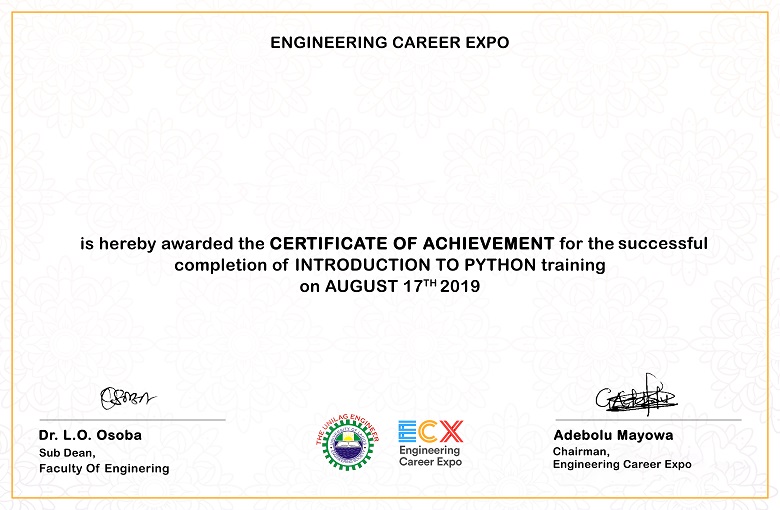 ENGINEERING CAREER EXPO
is hereby awarded the CERTIFICATE OF ACHIEVEMENT for the successful
completion of INTRODUCTION TO PYTHON training
on AUGUST 17TH 2019
OSOBA
Dr. L.O. Osoba
Sub Dean,
Faculty Of Enginering
THE UNILAG ENGINEER
ECX
Engineering
Career Expo
Adebolu Mayowa
Chairman,
Engineering Career Expo